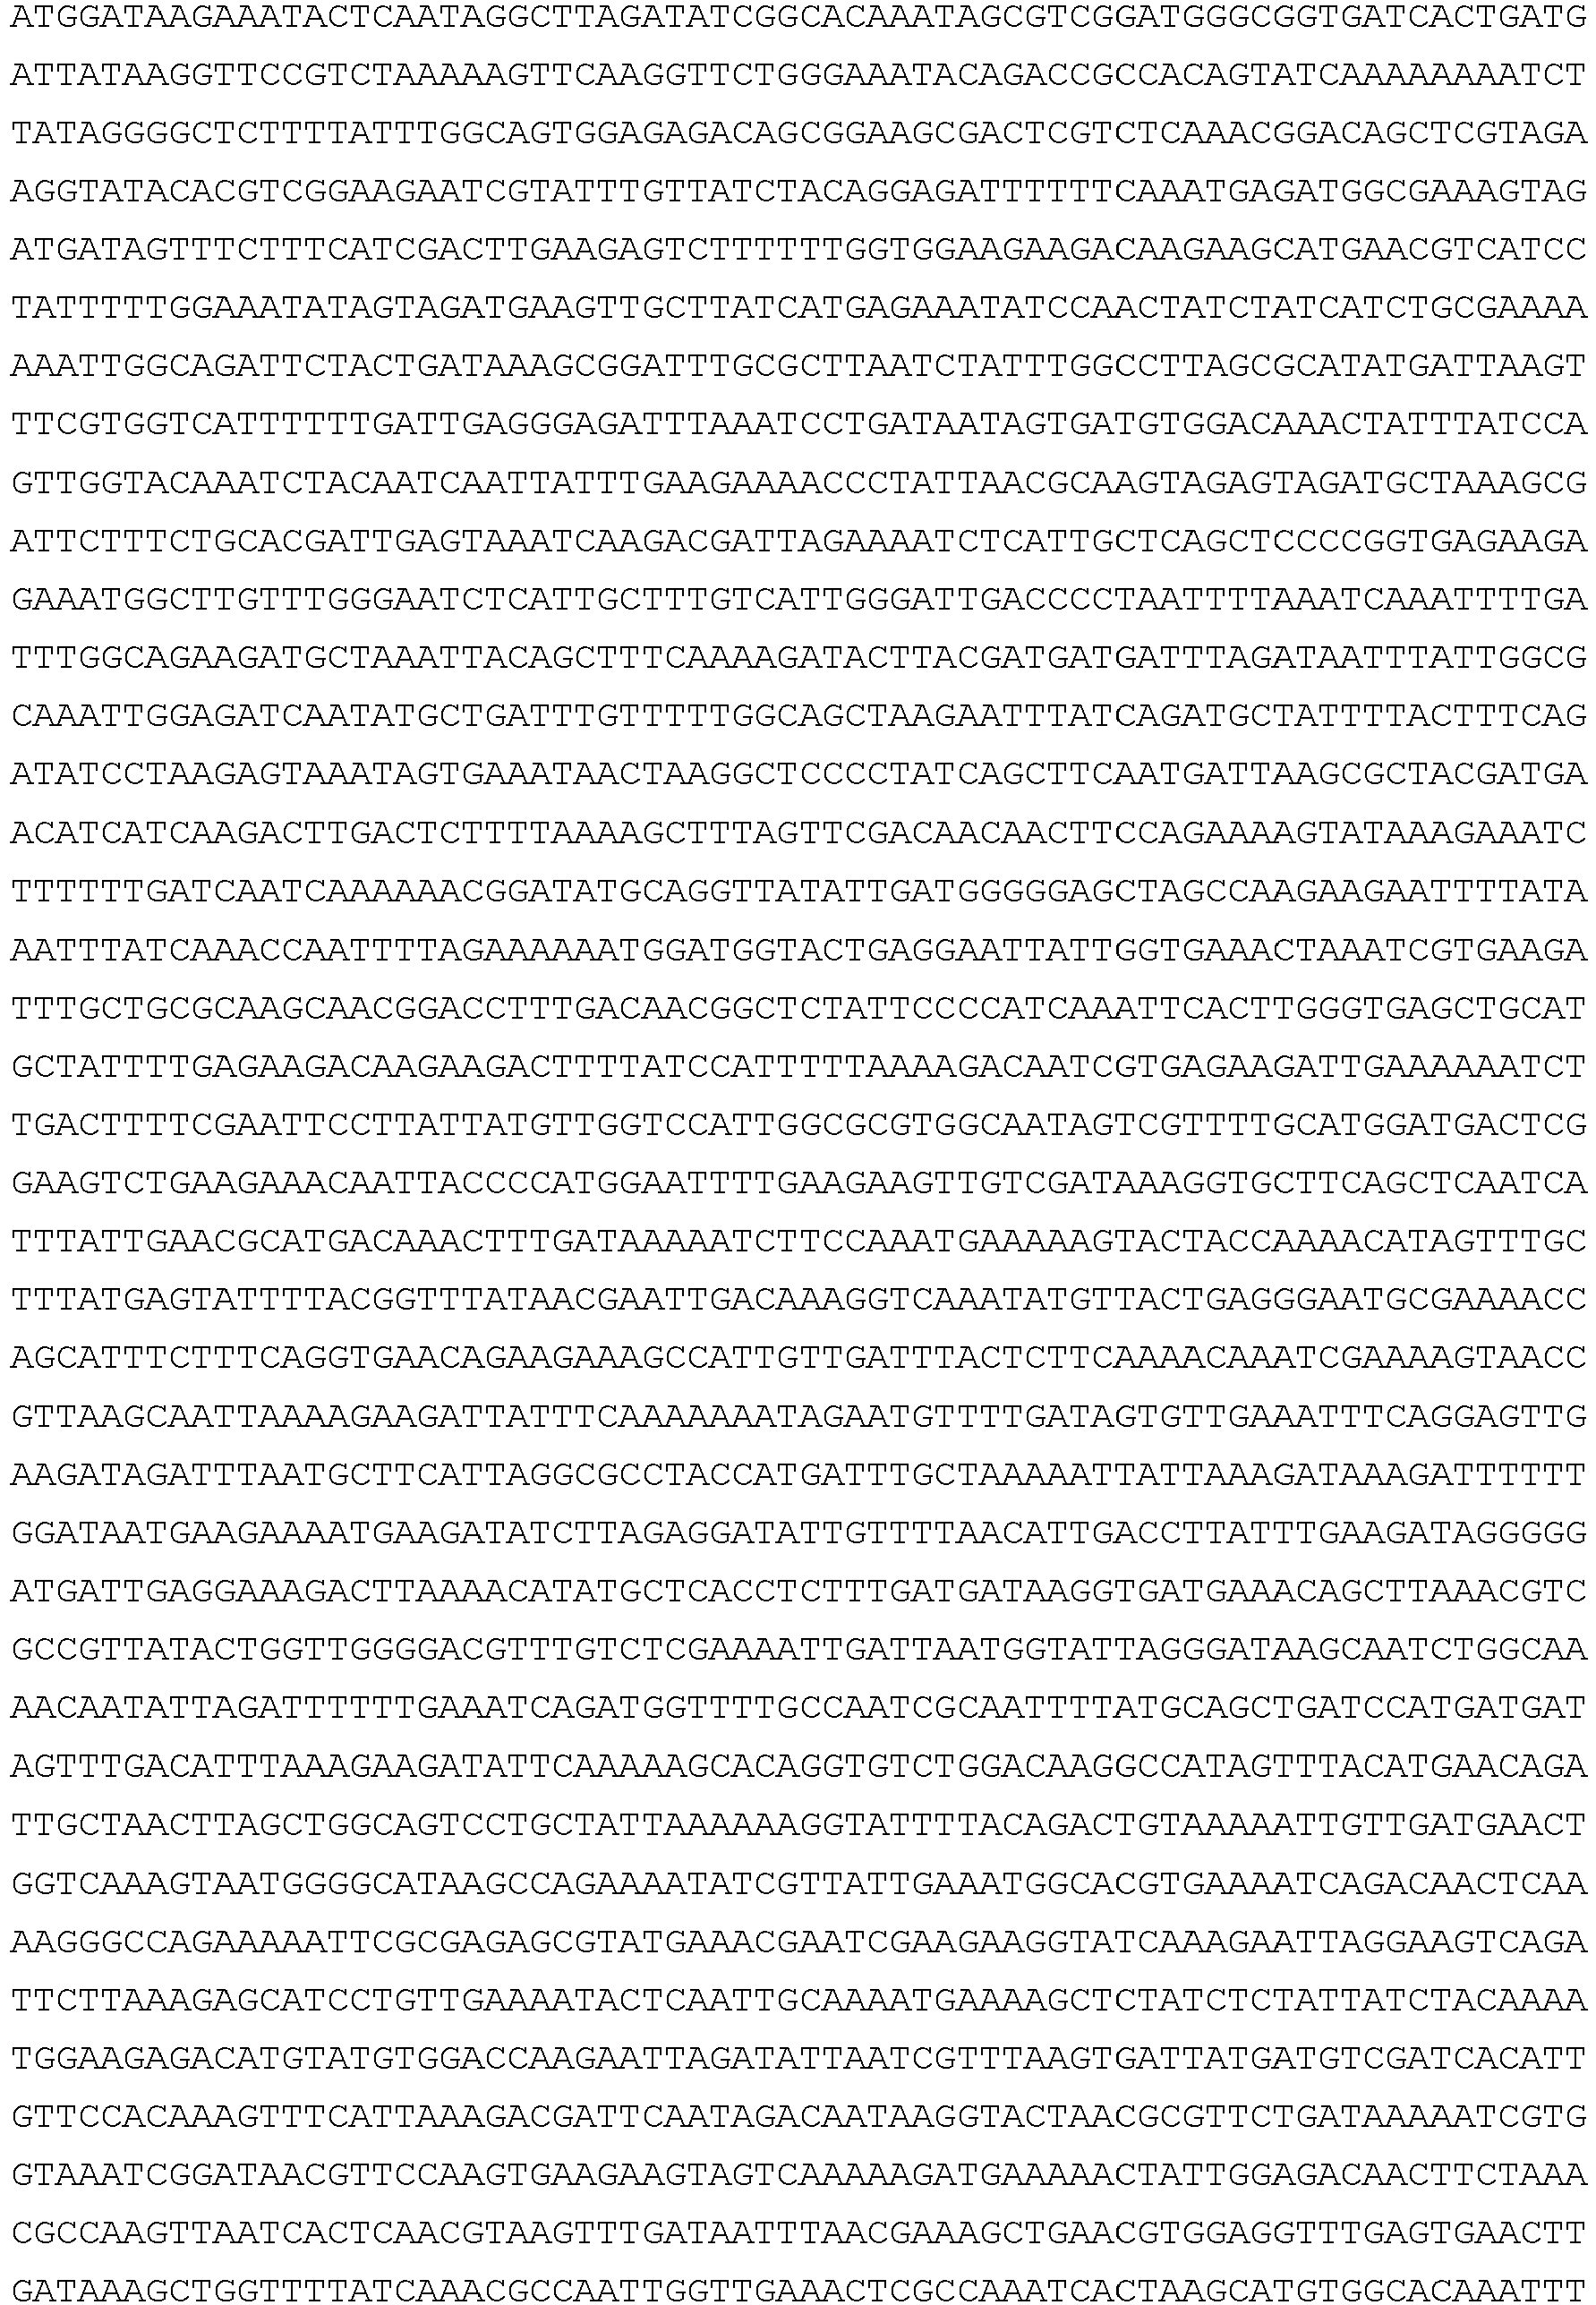 ATGGATAAGAAATACTCAATAGGCTTAGATATCGGCACAAATAGCGTCGGATGGGCGGTGATCACTGATG
ATTATAAGGTTCCGTCTAAAAAGTTCAAGGTTCTGGGAAATACAGACCGCCACAGTATCAAAAAAAATCT
TATAGGGGCTCTTTTATTTGGCAGTGGAGAGACAGCGGAAGCGACTCGTCTCAAACGGACAGCTCGTAGA
AGGTATACACGTCGGAAGAATCGTATTTGTTATCTACAGGAGATTTTTTCAAATGAGATGGCGAAAGTAG
ATGATAGTTTCTTTCATCGACTTGAAGAGTCTTTTTTGGTGGAAGAAGACAAGAAGCATGAACGTCATCC
TATTTTTGGAAATATAGTAGATGAAGTTGCTTATCATGAGAAATATCCAACTATCTATCATCTGCGAAAA
AAATTGGCAGATTCTACTGATAAAGCGGATTTGCGCTTAATCTATTTGGCCTTAGCGCATATGATTAAGT
TTCGTGGTCATTTTTTGATTGAGGGAGATTTAAATCCTGATAATAGTGATGTGGACAAACTATTTATCCA
GTTGGTACAAATCTACAATCAATTATTTGAAGAAAACCCTATTAACGCAAGTAGAGTAGATGCTAAAGCG
ATTCTTTCTGCACGATTGAGTAAATCAAGACGATTAGAAAATCTCATTGCTCAGCTCCCCGGTGAGAAGA
GAAATGGCTTGTTTGGGAATCTCATTGCTTTGTCATTGGGATTGACCCCTAATTTTAAATCAAATTTTGA
TTTGGCAGAAGATGCTAAATTACAGCTTTCAAAAGATACTTACGATGATGATTTAGATAATTTATTGGCG
CAAATTGGAGATCAATATGCTGATTTGTTTTTGGCAGCTAAGAATTTATCAGATGCTATTTTACTTTCAG
ATATCCTAAGAGTAAATAGTGAAATAACTAAGGCTCCCCTATCAGCTTCAATGATTAAGCGCTACGATGA
ACATCATCAAGACTTGACTCTTTTAAAAGCTTTAGTTCGACAACAACTTCCAGAAAAGTATAAAGAAATC
TTTTTTGATCAATCAAAAAACGGATATGCAGGTTATATTGATGGGGGAGCTAGCCAAGAAGAATTTTATA
AATTTATCAAACCAATTTTAGAAAAAATGGATGGTACTGAGGAATTATTGGTGAAACTAAATCGTGAAGA
TTTGCTGCGCAAGCAACGGACCTTTGACAACGGCTCTATTCCCCATCAAATTCACTTGGGTGAGCTGCAT
GCTATTTTGAGAAGACAAGAAGACTTTTATCCATTTTTAAAAGACAATCGTGAGAAGATTGAAAAAATCT
TGACTTTTCGAATTCCTTATTATGTTGGTCCATTGGCGCGTGGCAATAGTCGTTTTGCATGGATGACTCG
GAAGTCTGAAGAAACAATTACCCCATGGAATTTTGAAGAAGTTGTCGATAAAGGTGCTTCAGCTCAATCA
TTTATTGAACGCATGACAAACTTTGATAAAAATCTTCCAAATGAAAAAGTACTACCAAAACATAGTTTGC
TTTATGAGTATTTTACGGTTTATAACGAATTGACAAAGGTCAAATATGTTACTGAGGGAATGCGAAAACC
AGCATTTCTTTCAGGTGAACAGAAGAAAGCCATTGTTGATTTACTCTTCAAAACAAATCGAAAAGTAACC
GTTAAGCAATTAAAAGAAGATTATTTCAAAAAAATAGAATGTTTTGATAGTGTTGAAATTTCAGGAGTTG
AAGATAGATTTAATGCTTCATTAGGCGCCTACCATGATTTGCTAAAAATTATTAAAGATAAAGATTTTTT
GGATAATGAAGAAAATGAAGATATCTTAGAGGATATTGTTTTAACATTGACCTTATTTGAAGATAGGGGG
ATGATTGAGGAAAGACTTAAAACATATGCTCACCTCTTTGATGATAAGGTGATGAAACAGCTTAAACGTC
GCCGTTATACTGGTTGGGGACGTTTGTCTCGAAAATTGATTAATGGTATTAGGGATAAGCAATCTGGCAA
AACAATATTAGATTTTTTGAAATCAGATGGTTTTGCCAATCGCAATTTTATGCAGCTGATCCATGATGAT
AGTTTGACATTTAAAGAAGATATTCAAAAAGCACAGGTGTCTGGACAAGGCCATAGTTTACATGAACAGA
TTGCTAACTTAGCTGGCAGTCCTGCTATTAAAAAAGGTATTTTACAGACTGTAAAAATTGTTGATGAACT
GGTCAAAGTAATGGGGCATAAGCCAGAAAATATCGTTATTGAAATGGCACGTGAAAATCAGACAACTCAA
AAGGGCCAGAAAAATTCGCGAGAGCGTATGAAACGAATCGAAGAAGGTATCAAAGAATTAGGAAGTCAGA
TTCTTAAAGAGCATCCTGTTGAAAATACTCAATTGCAAAATGAAAAGCTCTATCTCTATTATCTACAAAA
TGGAAGAGACATGTATGTGGACCAAGAATTAGATATTAATCGTTTAAGTGATTATGATGTCGATCACATT
GTTCCACAAAGTTTCATTAAAGACGATTCAATAGACAATAAGGTACTAACGCGTTCTGATAAAAATCGTG
GTAAATCGGATAACGTTCCAAGTGAAGAAGTAGTCAAAAAGATGAAAAACTATTGGAGACAACTTCTAAA
CGCCAAGTTAATCACTCAACGTAAGTTTGATAATTTAACGAAAGCTGAACGTGGAGGTTTGAGTGAACTT
GATAAAGCTGGTTTTATCAAACGCCAATTGGTTGAAACTCGCCAAATCACTAAGCATGTGGCACAAATTT